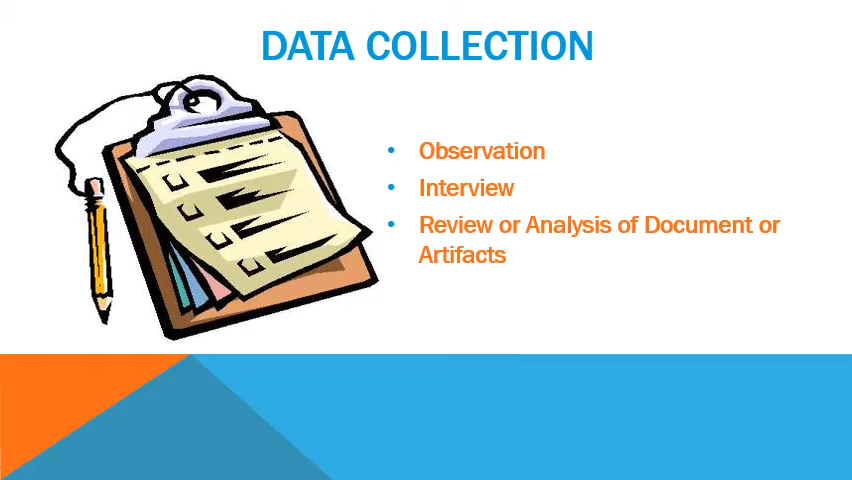 DATA COLLECTION
• Observation
• Interview
• Review or Analysis of Document or
Artifacts